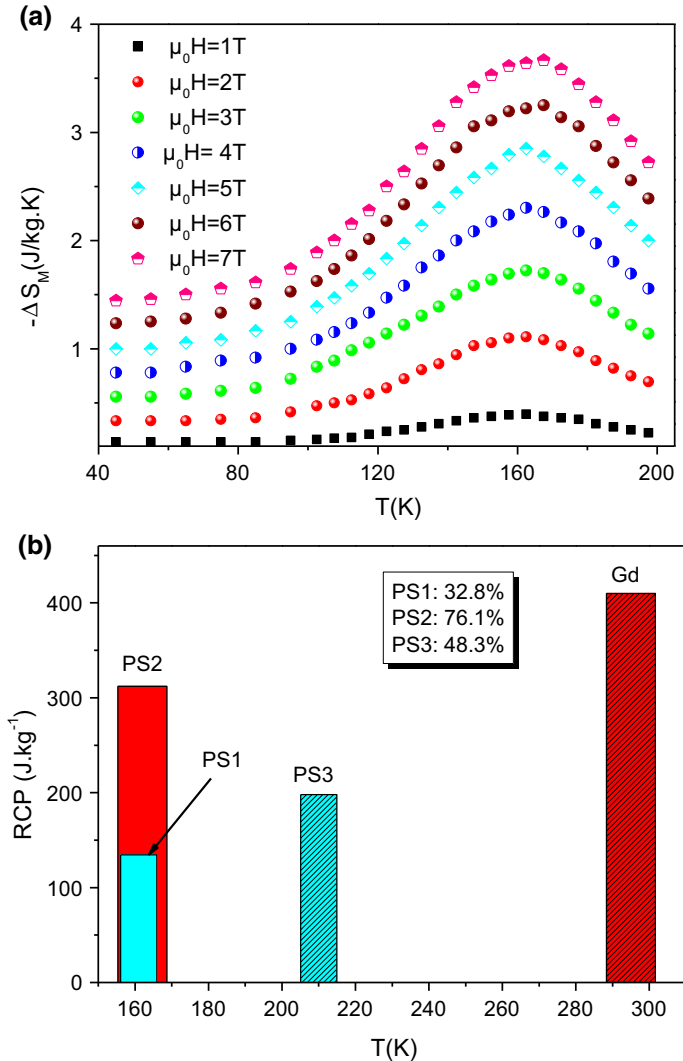 (a)
-ΔS_M(J/kg.K)
4
3
2
1
μ₀H=1T
μ₀H=2T
μ₀H=3T
μ₀H= 4T
μ₀H=5T
μ₀H=6T
μ₀H=7T
40 80 120 160 200
T(K)
(b)
RCP (J.kg⁻¹)
400
300
200
100
0
PS1: 32.8%
PS2: 76.1%
PS3: 48.3%
Gd
PS2
PS1
PS3
160 180 200 220 240 260 280 300
T(K)